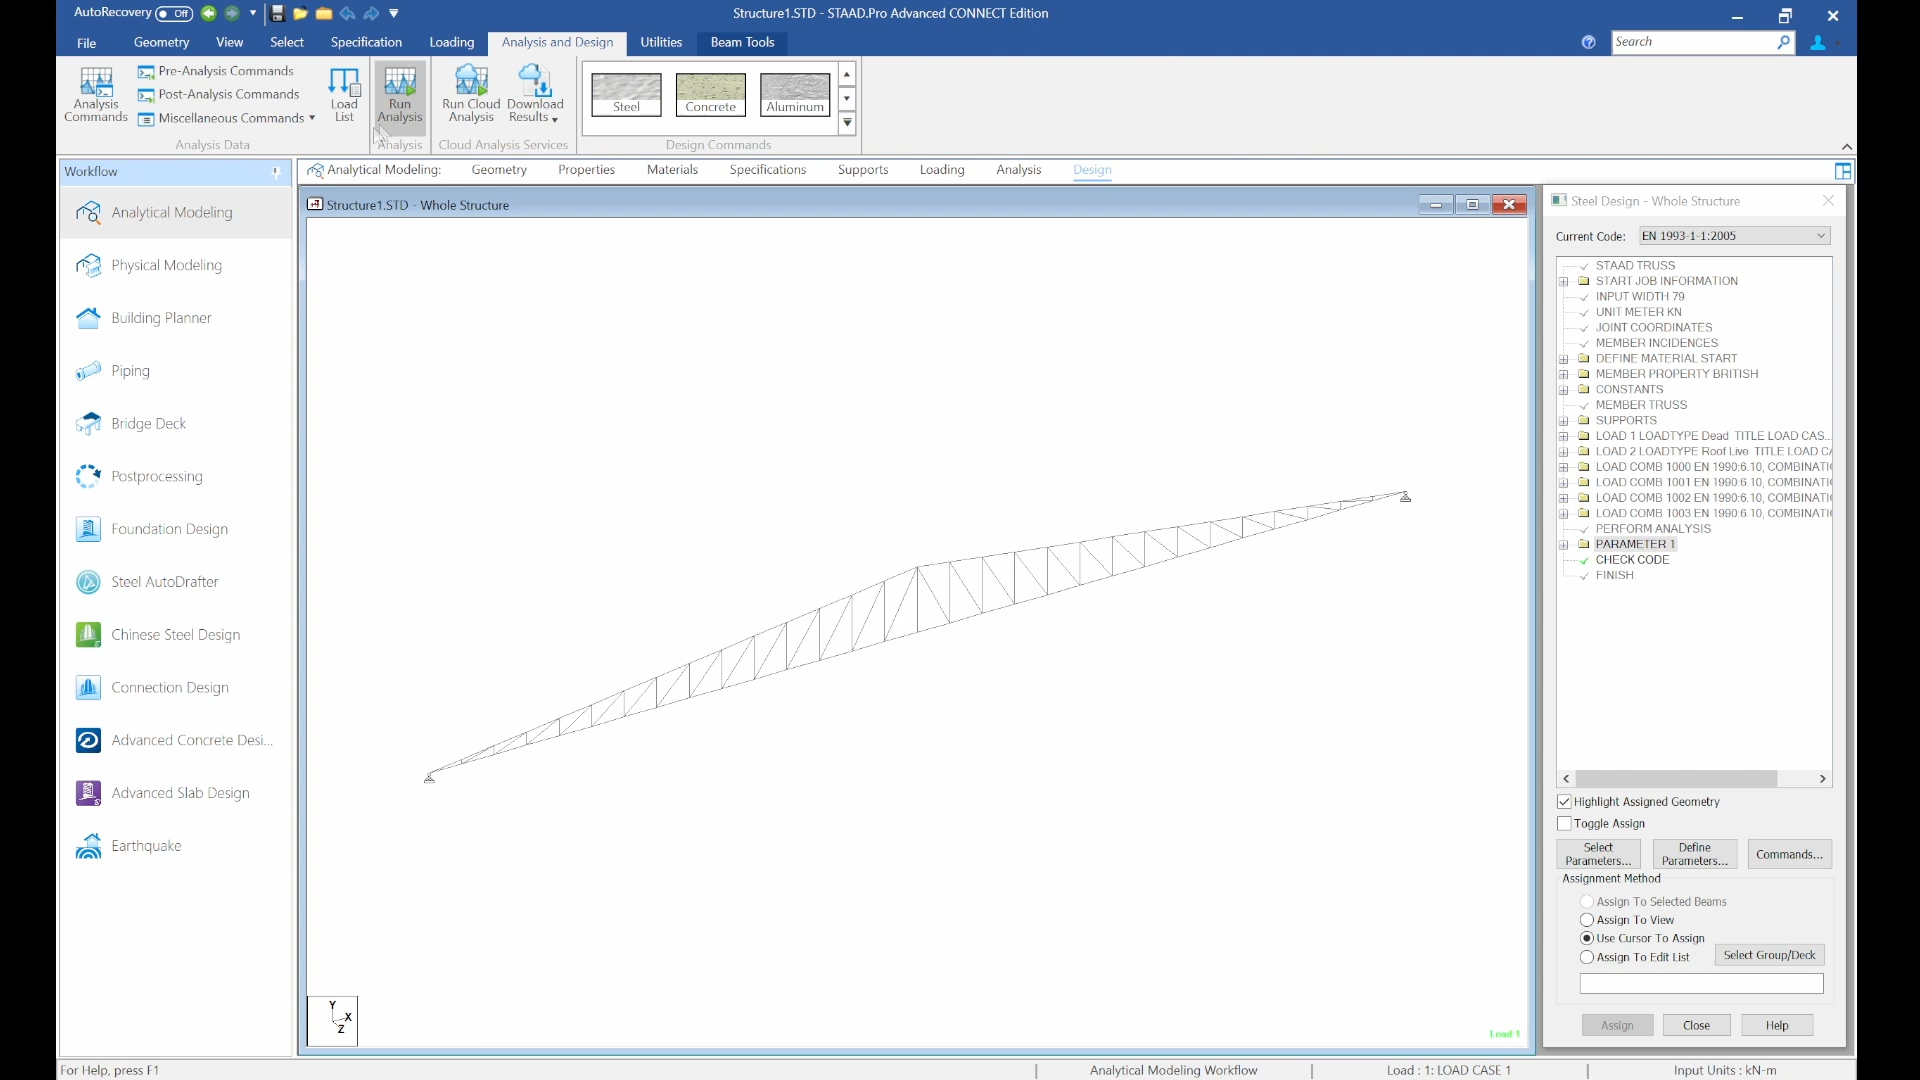 AutoRecovery Off
Structure1.STD - STAAD.Pro Advanced CONNECT Edition
File Geometry View Select Specification Loading Analysis and Design Utilities Beam Tools Search
Analysis Commands
Pre-Analysis Commands
Post-Analysis Commands
Miscellaneous Commands
Load List
Run Analysis
Run Cloud Analysis
Download Results
Steel
Concrete
Aluminum
Analysis Data Analysis Cloud Analysis Services Design Commands
Workflow
Analytical Modeling: Geometry Properties Materials Specifications Supports Loading Analysis Design
Analytical Modeling
Physical Modeling
Building Planner
Piping
Bridge Deck
Postprocessing
Foundation Design
Steel AutoDrafter
Chinese Steel Design
Connection Design
Advanced Concrete Desi...
Advanced Slab Design
Earthquake
Structure1.STD - Whole Structure
Y
X
Z
Load 1
Steel Design - Whole Structure
Current Code: EN 1993-1-1:2005
STAAD TRUSS
START JOB INFORMATION
INPUT WIDTH 79
UNIT METER KN
JOINT COORDINATES
MEMBER INCIDENCES
DEFINE MATERIAL START
MEMBER PROPERTY BRITISH
CONSTANTS
MEMBER TRUSS
SUPPORTS
LOAD 1 LOADTYPE Dead TITLE LOAD CAS...
LOAD 2 LOADTYPE Roof Live TITLE LOAD
LOAD COMB 1000 EN 1990:6.10, COMBINATI
LOAD COMB 1001 EN 1990:6.10, COMBINATI
LOAD COMB 1002 EN 1990:6.10, COMBINATI
LOAD COMB 1003 EN 1990:6.10, COMBINATI
PERFORM ANALYSIS
PARAMETER 1
CHECK CODE
FINISH
Highlight Assigned Geometry
Toggle Assign
Select Parameters...
Define Parameters...
Commands...
Assignment Method
Assign To Selected Beams
Assign To View
Use Cursor To Assign
Assign To Edit List
Select Group/Deck
Assign Close Help
For Help, press F1
Analytical Modeling Workflow
Load : 1: LOAD CASE 1
Input Units : kN-m